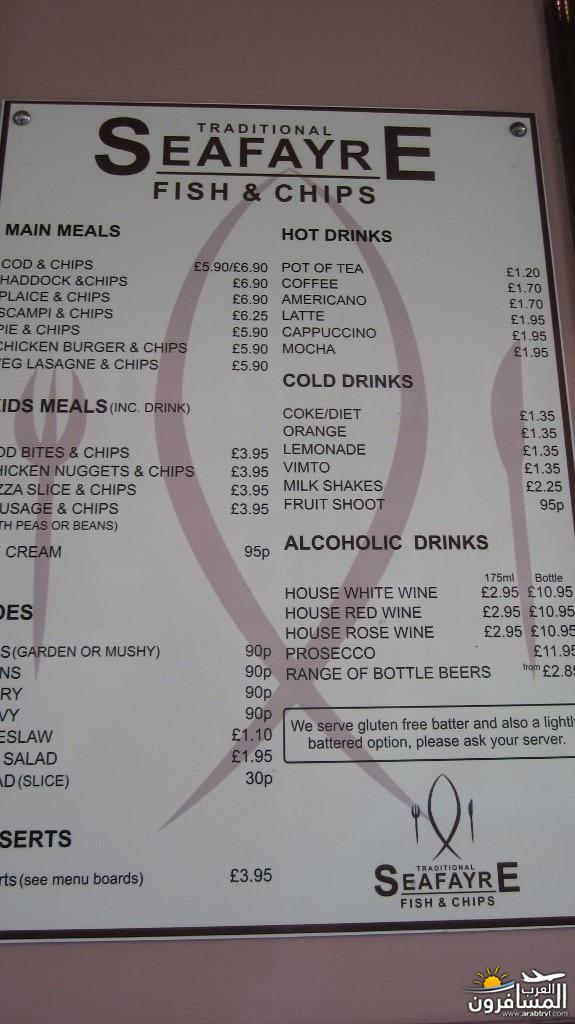 TRADITIONAL
SEAFAYRE
FISH & CHIPS
MAIN MEALS
COD & CHIPS £5.90/£6.90
HADDOCK &CHIPS £6.90
PLAICE & CHIPS £6.90
SCAMPI & CHIPS £6.25
PIE & CHIPS £5.90
CHICKEN BURGER & CHIPS £5.90
EG LASAGNE & CHIPS £5.90
IDS MEALS (INC. DRINK)
OD BITES & CHIPS £3.95
HICKEN NUGGETS & CHIPS £3.95
ZZA SLICE & CHIPS £3.95
USAGE & CHIPS £3.95
TH PEAS OR BEANS)
CREAM 95p
DES
S (GARDEN OR MUSHY) 90p
NS 90p
RY 90p
VY 90p
ESLAW £1.10
SALAD £1.95
AD (SLICE) 30p
SERTS
rts (see menu boards) £3.95
HOT DRINKS
POT OF TEA £1.20
COFFEE £1.70
AMERICANO £1.70
LATTE £1.95
CAPPUCCINO £1.95
MOCHA £1.95
COLD DRINKS
COKE/DIET £1.35
ORANGE £1.35
LEMONADE £1.35
VIMTO £1.35
MILK SHAKES £2.25
FRUIT SHOOT 95p
ALCOHOLIC DRINKS
175ml Bottle
HOUSE WHITE WINE £2.95 £10.95
HOUSE RED WINE £2.95 £10.95
HOUSE ROSE WINE £2.95 £10.95
PROSECCO £11.95
RANGE OF BOTTLE BEERS from £2.85
We serve gluten free batter and also a lightly
battered option, please ask your server.
TRADITIONAL
SEAFAYRE
FISH & CHIPS
العرب
المسافرون
www.arabtrvl.com